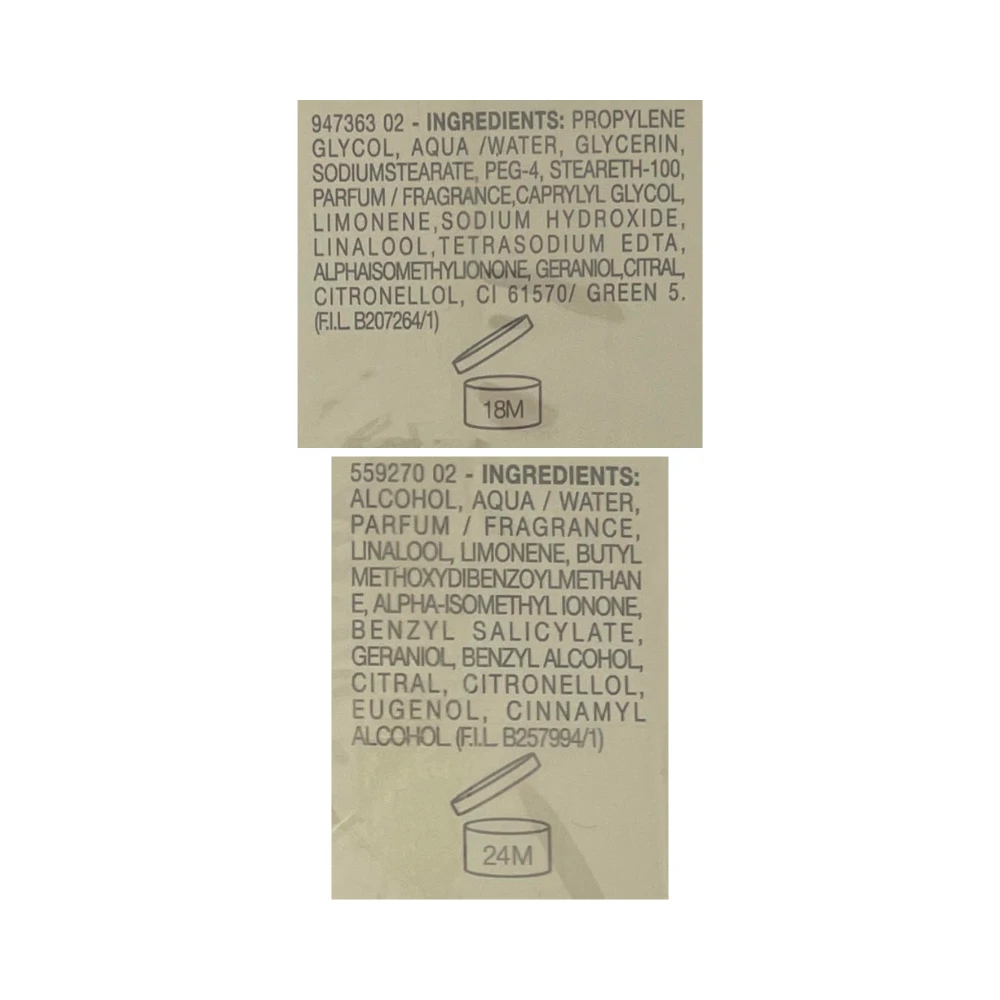 947363 02 - INGREDIENTS: PROPYLENE
GLYCOL, AQUA /WATER, GLYCERIN,
SODIUMSTEARATE, PEG-4, STEARETH-100,
PARFUM / FRAGRANCE,CAPRYLYL GLYCOL,
LIMONENE,SODIUM HYDROXIDE,
LINALOOL,TETRASODIUM EDTA,
ALPHAISOMETHYLIONONE, GERANIOL,CITRAL,
CITRONELLOL, CI 61570/ GREEN 5.
(F.I.L. B207264/1)
18M
559270 02 - INGREDIENTS:
ALCOHOL, AQUA / WATER,
PARFUM / FRAGRANCE,
LINALOOL, LIMONENE, BUTYL
METHOXYDIBENZOYLMETHAN
E, ALPHA-ISOMETHYL IONONE,
BENZYL SALICYLATE,
GERANIOL, BENZYL ALCOHOL,
CITRAL, CITRONELLOL,
EUGENOL, CINNAMYL
ALCOHOL. (F.I.L. B257994/1)
24M